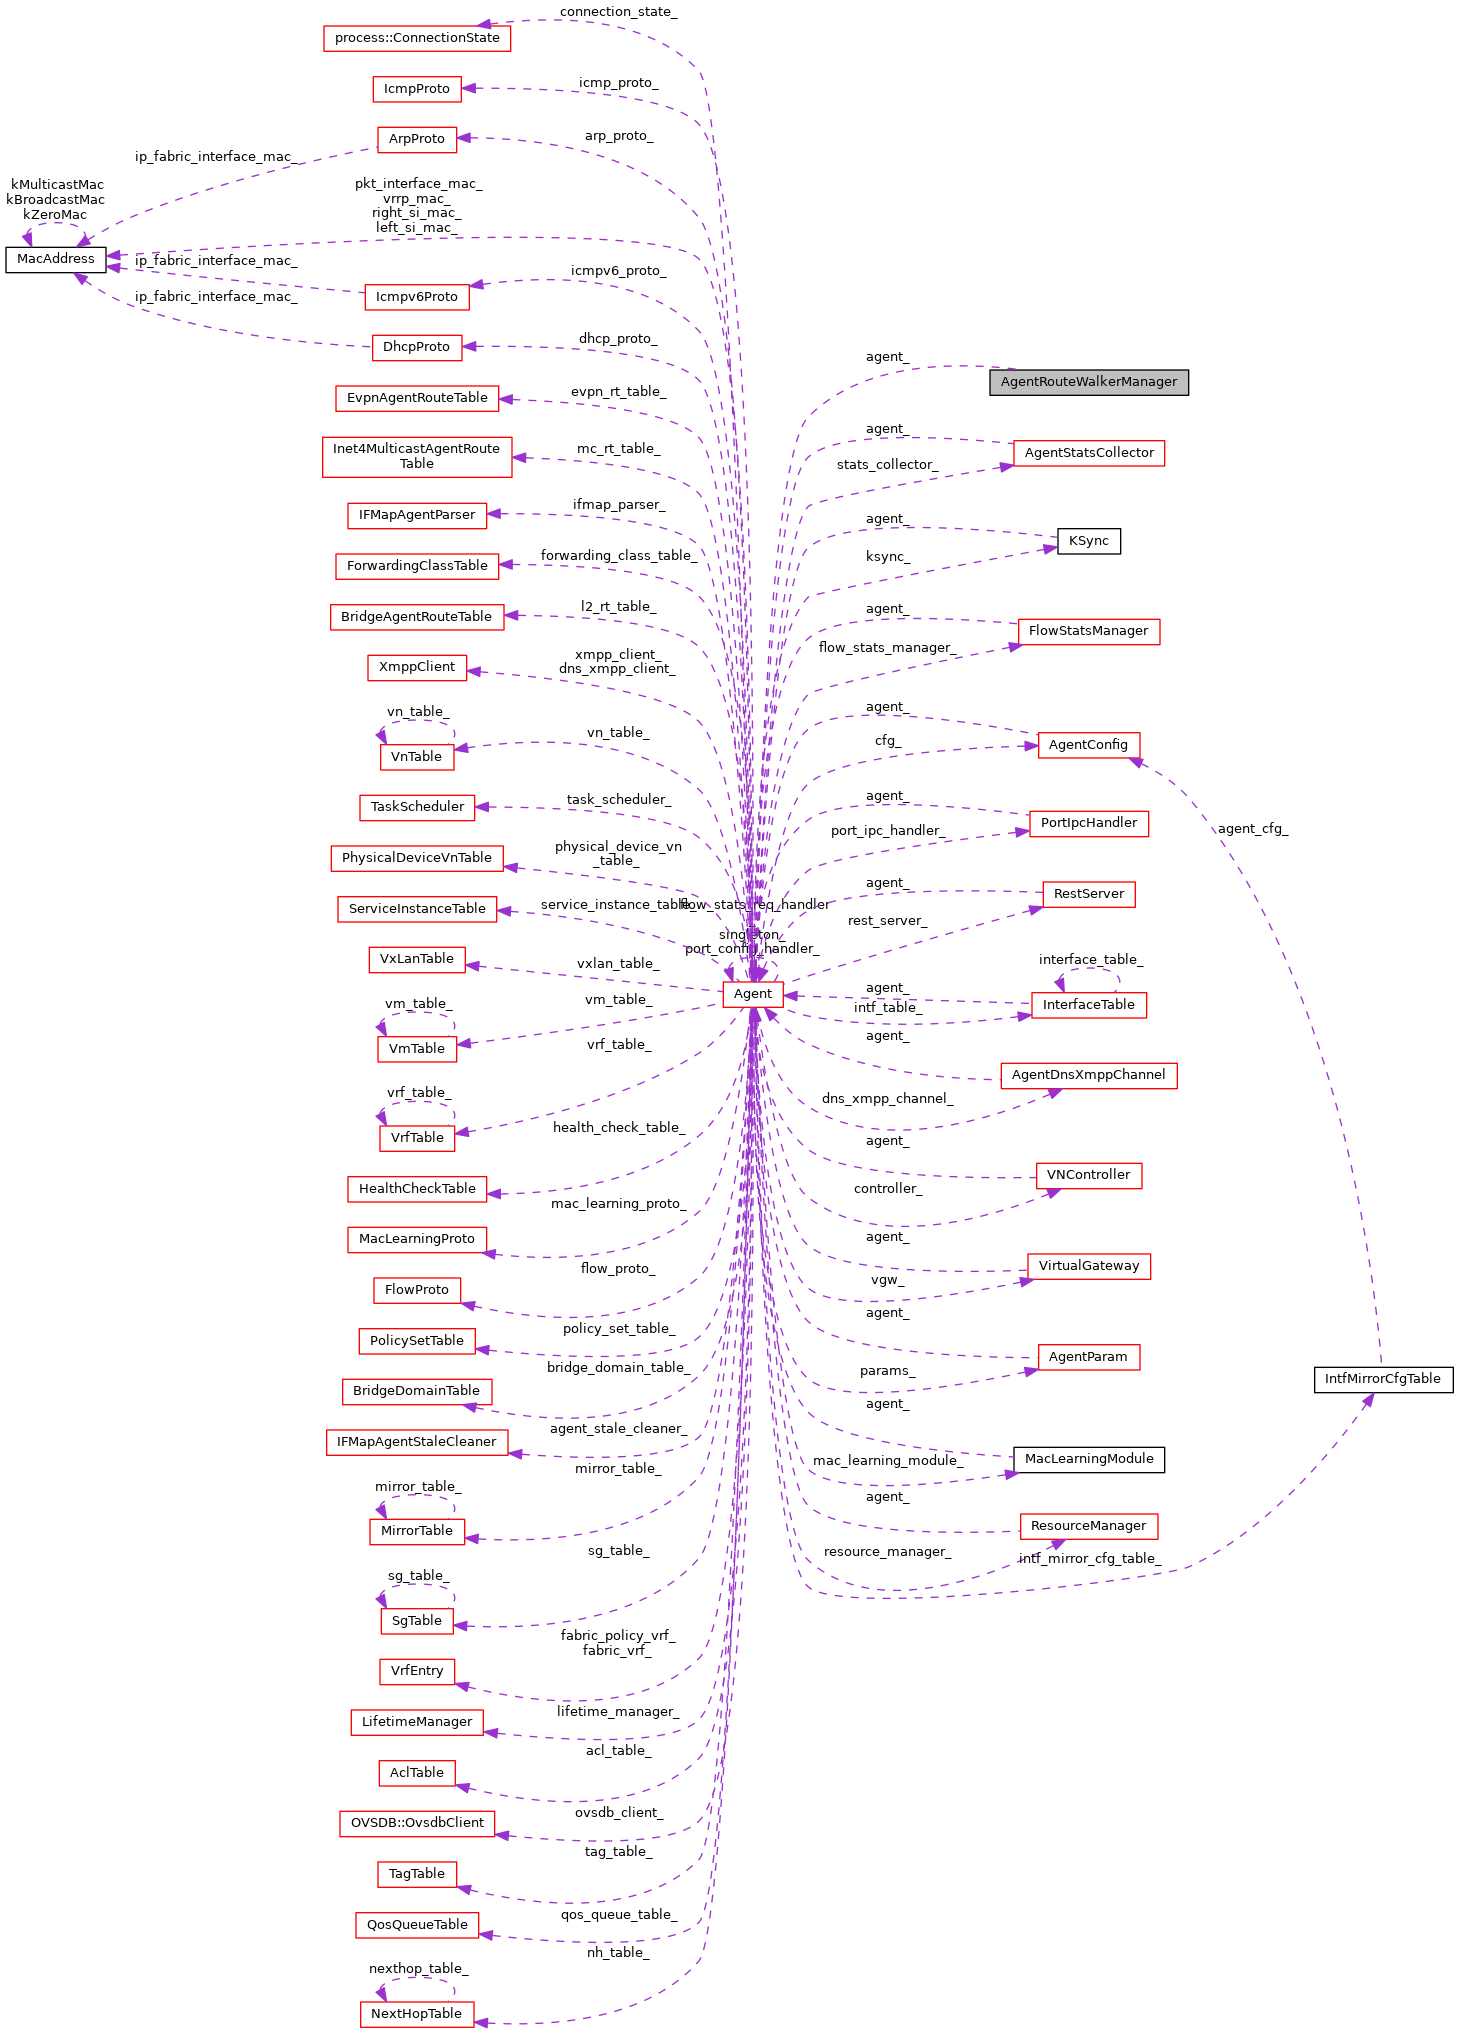 connection_state_
process::ConnectionState
icmp_proto_
IcmpProto
arp_proto_
ArpProto
ip_fabric_interface_mac_
kMulticastMac
kBroadcastMac
kZeroMac
pkt_interface_mac_
vrrp_mac_
right_si_mac_
left_si_mac_
MacAddress
ip_fabric_interface_mac_
icmpv6_proto_
Icmpv6Proto
ip_fabric_interface_mac_
dhcp_proto_
DhcpProto
agent_
AgentRouteWalkerManager
evpn_rt_table_
EvpnAgentRouteTable
agent_
mc_rt_table_
Inet4MulticastAgentRoute
Table
AgentStatsCollector
stats_collector_
ifmap_parser_
IFMapAgentParser
agent_
KSync
ksync_
forwarding_class_table_
ForwardingClassTable
l2_rt_table_
BridgeAgentRouteTable
agent_
FlowStatsManager
flow_stats_manager_
xmpp_client_
dns_xmpp_client_
XmppClient
vn_table_
vn_table_
VnTable
agent_
cfg_
AgentConfig
task_scheduler_
TaskScheduler
agent_
port_ipc_handler_
PortIpcHandler
agent_cfg_
physical_device_vn
_table_
PhysicalDeviceVnTable
agent_
RestServer
rest_server_
service_instance_table_
ServiceInstanceTable
flow_stats_req_handler
_
singleton_
port_config_handler_
vxlan_table_
VxLanTable
interface_table_
Agent
agent_
intf_table_
InterfaceTable
vm_table_
vm_table_
VmTable
agent_
AgentDnsXmppChannel
dns_xmpp_channel_
vrf_table_
vrf_table_
VrfTable
health_check_table_
HealthCheckTable
agent_
VNController
controller_
mac_learning_proto_
MacLearningProto
agent_
VirtualGateway
vgw_
flow_proto_
FlowProto
agent_
AgentParam
params_
policy_set_table_
PolicySetTable
bridge_domain_table_
BridgeDomainTable
IntfMirrorCfgTable
agent_
MacLearningModule
mac_learning_module_
agent_stale_cleaner_
IFMapAgentStaleCleaner
mirror_table_
mirror_table_
MirrorTable
agent_
ResourceManager
resource_manager_
intf_mirror_cfg_table_
sg_table_
sg_table_
SgTable
fabric_policy_vrf_
fabric_vrf_
VrfEntry
lifetime_manager_
LifetimeManager
acl_table_
AclTable
ovsdb_client_
OVSDB::OvsdbClient
tag_table_
TagTable
qos_queue_table_
QosQueueTable
nh_table_
nexthop_table_
NextHopTable